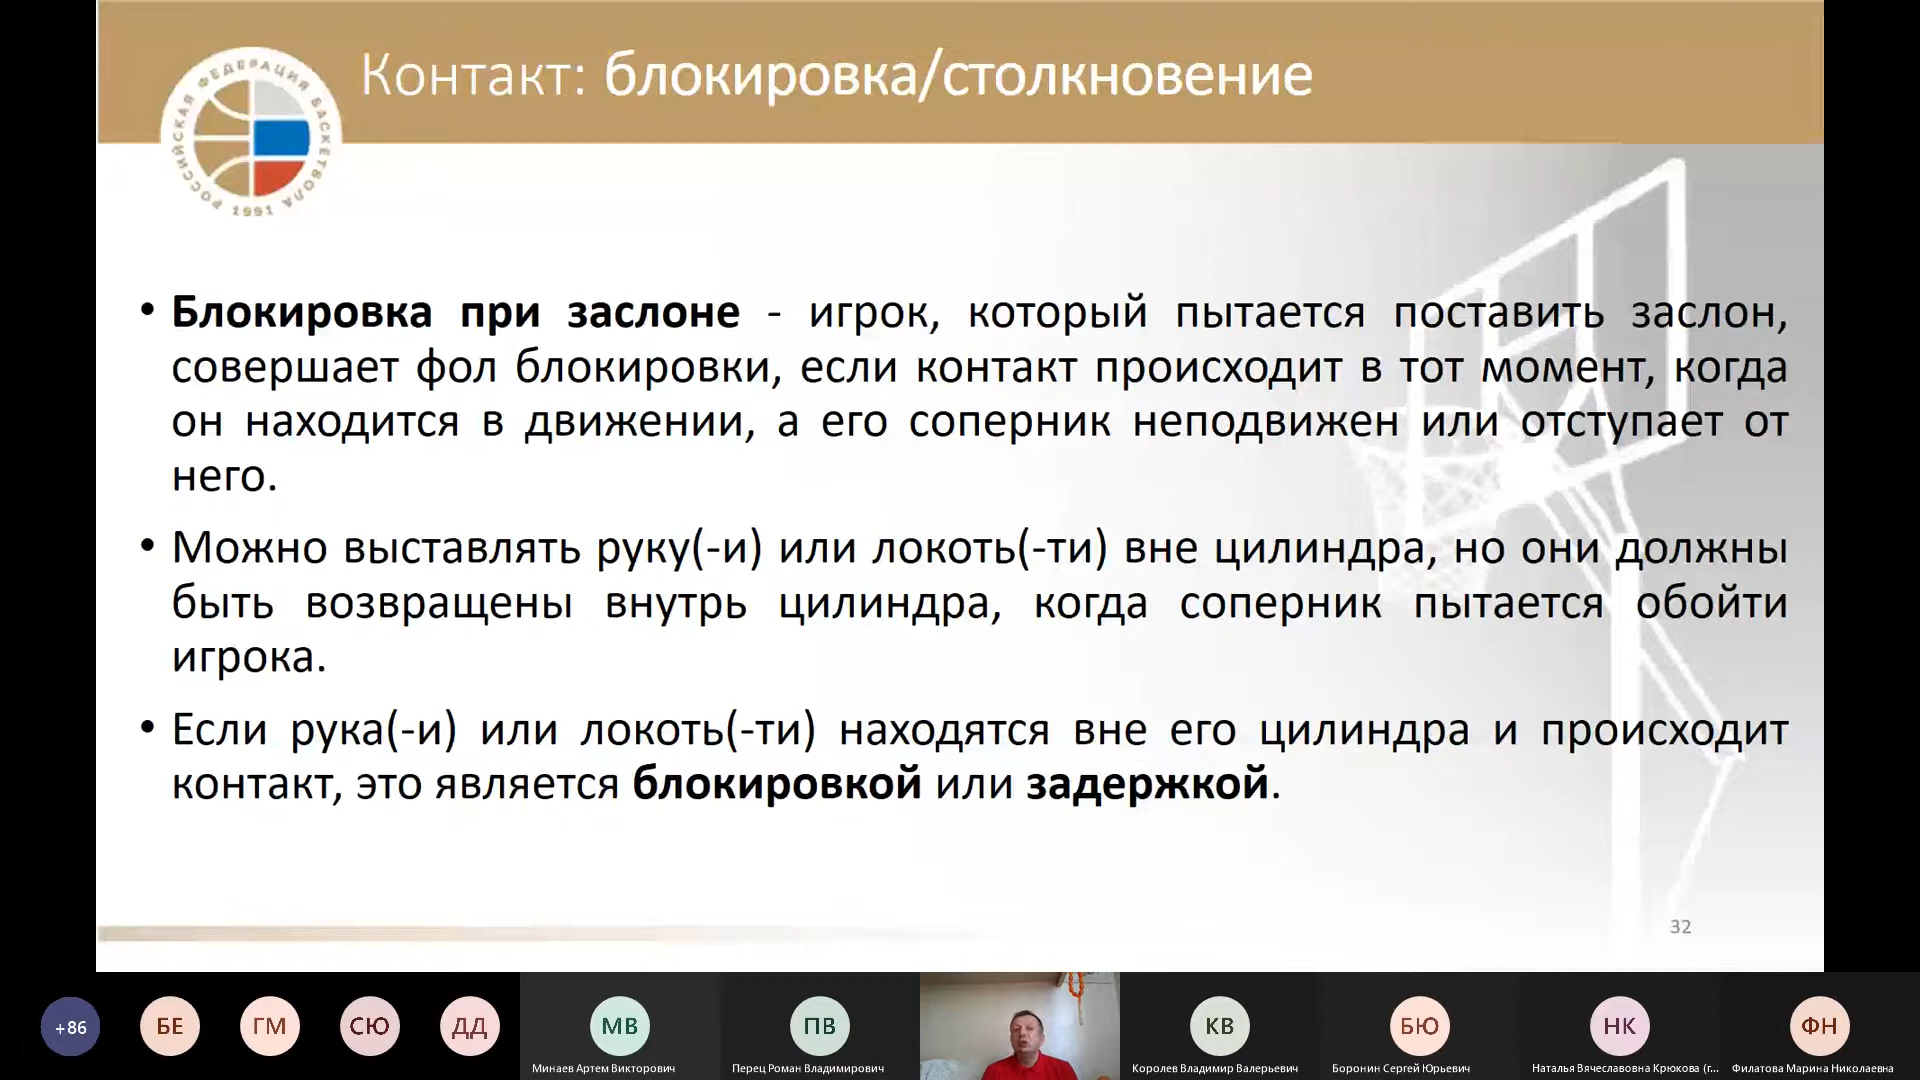 Контакт: блокировка/столкновение
РОССИЙСКАЯ ФЕДЕРАЦИЯ БАСКЕТБОЛА
1991
• Блокировка при заслоне - игрок, который пытается поставить заслон,
совершает фол блокировки, если контакт происходит в тот момент, когда
он находится в движении, а его соперник неподвижен или отступает от
него.
• Можно выставлять руку(-и) или локоть(-ти) вне цилиндра, но они должны
быть возвращены внутрь цилиндра, когда соперник пытается обойти
игрока.
• Если рука(-и) или локоть(-ти) находятся вне его цилиндра и происходит
контакт, это является блокировкой или задержкой.
32
+86
БЕ
ГМ
СЮ
ДД
МВ
Минаев Артем Викторович
ПВ
Перец Роман Владимирович
КВ
Королев Владимир Валерьевич
БЮ
Боронин Сергей Юрьевич
НК
Наталья Вячеславовна Крюкова (г...
ФН
Филатова Марина Николаевна